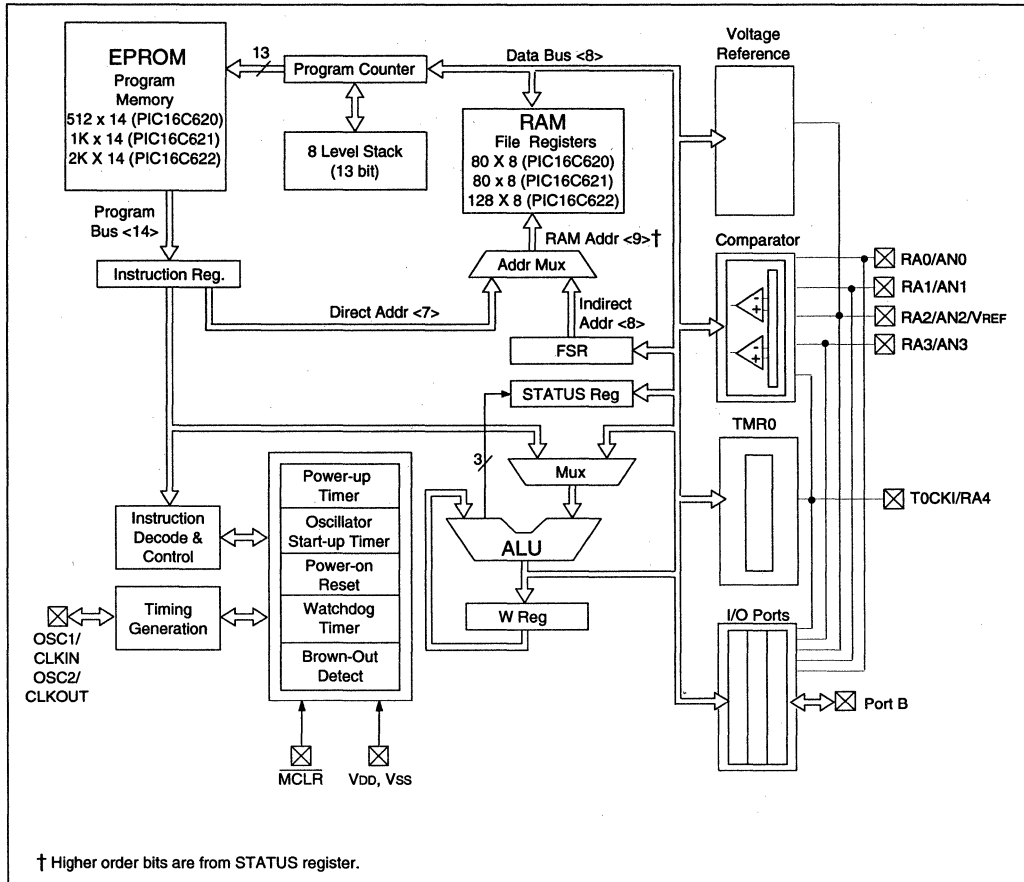 EPROM
Program
Memory
512 x 14 (PIC16C620)
1K x 14 (PIC16C621)
2K X 14 (PIC16C622)
13
Program Counter
8 Level Stack
(13 bit)
Data Bus <8>
RAM
File Registers
80 X 8 (PIC16C620)
80 x 8 (PIC16C621)
128 X 8 (PIC16C622)
Voltage
Reference
Program
Bus <14>
RAM Addr <9>†
Instruction Reg.
Addr Mux
Direct Addr <7>
Indirect
Addr <8>
FSR
STATUS Reg
Comparator
-
+
-
+
RA0/AN0
RA1/AN1
RA2/AN2/VREF
RA3/AN3
3
Mux
ALU
W Reg
TMR0
T0CKI/RA4
Power-up
Timer
Oscillator
Start-up Timer
Power-on
Reset
Watchdog
Timer
Brown-Out
Detect
Instruction
Decode &
Control
Timing
Generation
OSC1/
CLKIN
OSC2/
CLKOUT
MCLR
VDD, VSS
I/O Ports
Port B
† Higher order bits are from STATUS register.